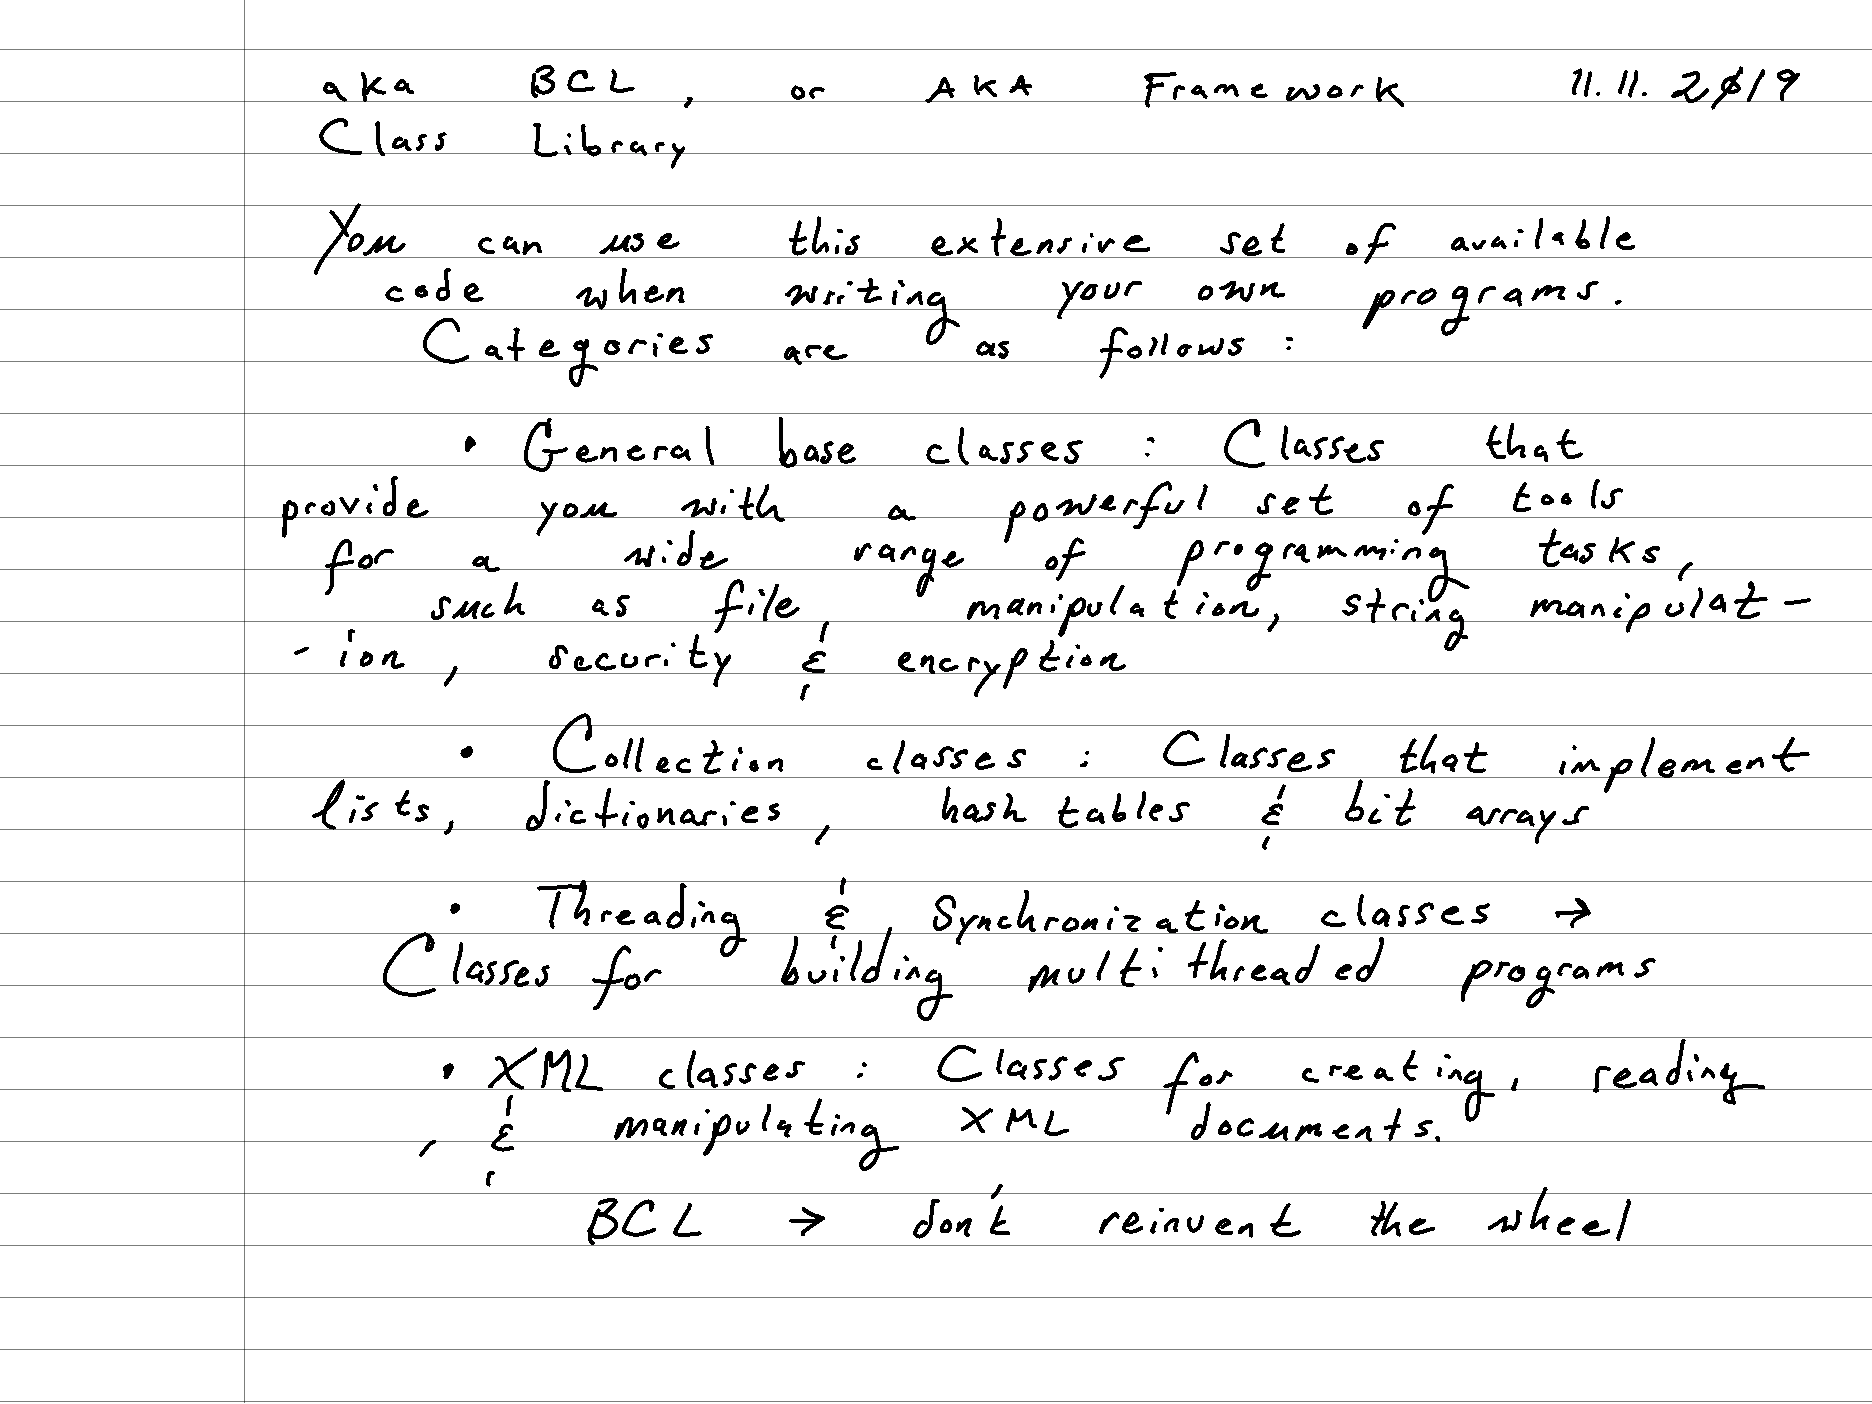 aka BCL, or AKA Framework 11.11.2019
Class Library
You can use this extensive set of available
code when writing your own programs.
Categories are as follows:
• General base classes: Classes that
provide you with a powerful set of tools
for a wide range of programming tasks,
such as file, manipulation, string manipulat-
-ion, security & encryption
• Collection classes: Classes that implement
lists, dictionaries, hash tables & bit arrays
• Threading & Synchronization classes →
Classes for building multithreaded programs
• XML classes: Classes for creating, reading
, & manipulating XML documents.
BCL → don't reinvent the wheel